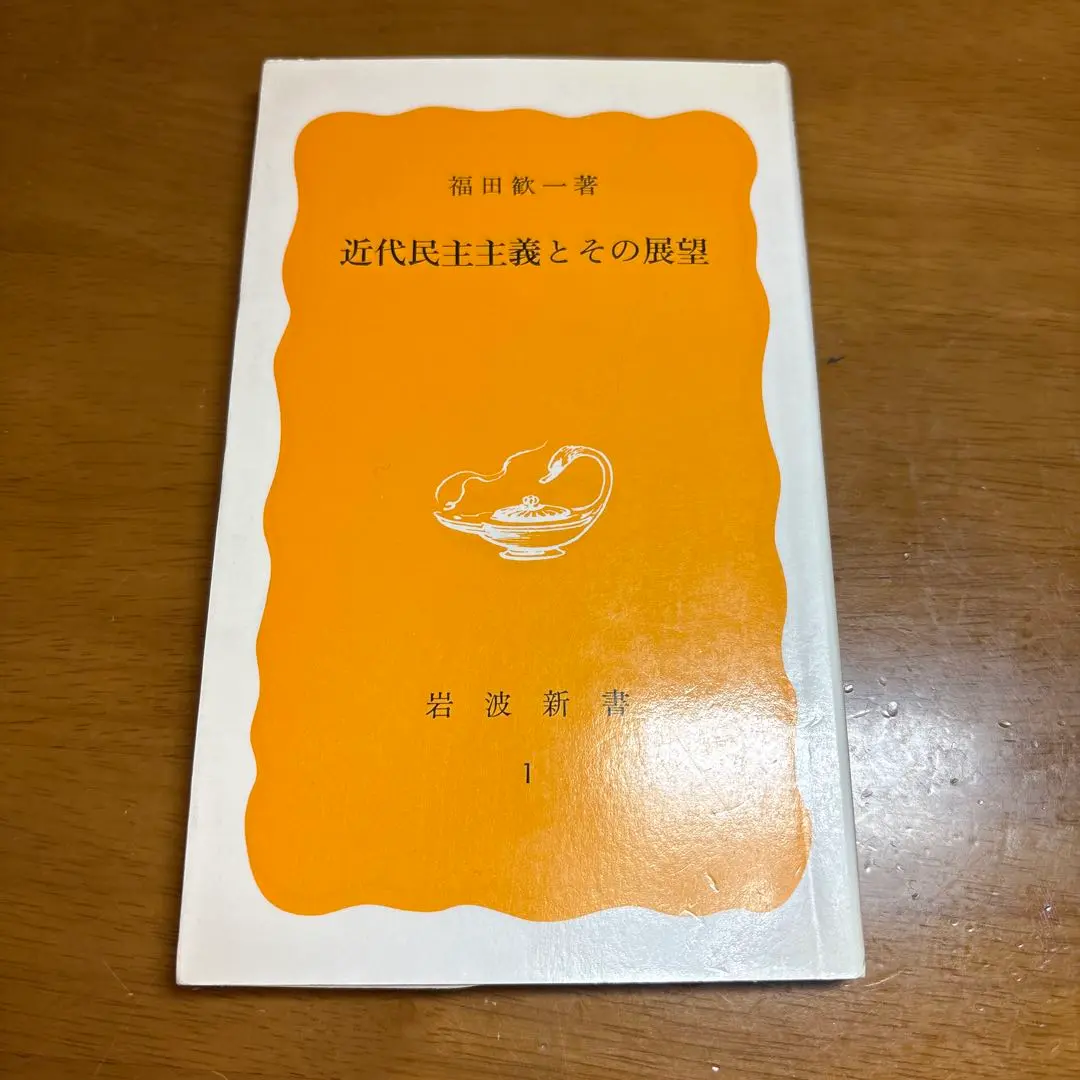 福田歓一著
近代民主主義とその展望
岩波新書
1